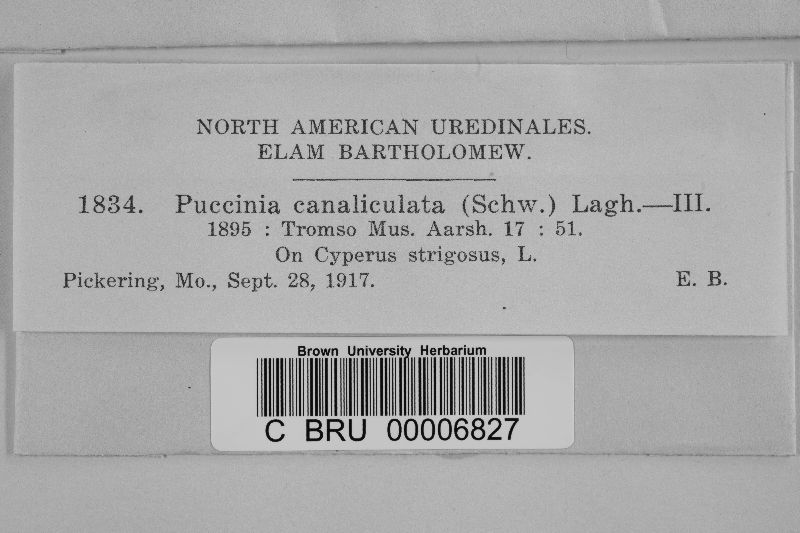 NORTH AMERICAN UREDINALES.
ELAM BARTHOLOMEW.
1834. Puccinia canaliculata (Schw.) Lagh.—III.
1895 : Tromso Mus. Aarsh. 17 : 51.
On Cyperus strigosus, L.
Pickering, Mo., Sept. 28, 1917. E. B.
Brown University Herbarium
C BRU 00006827